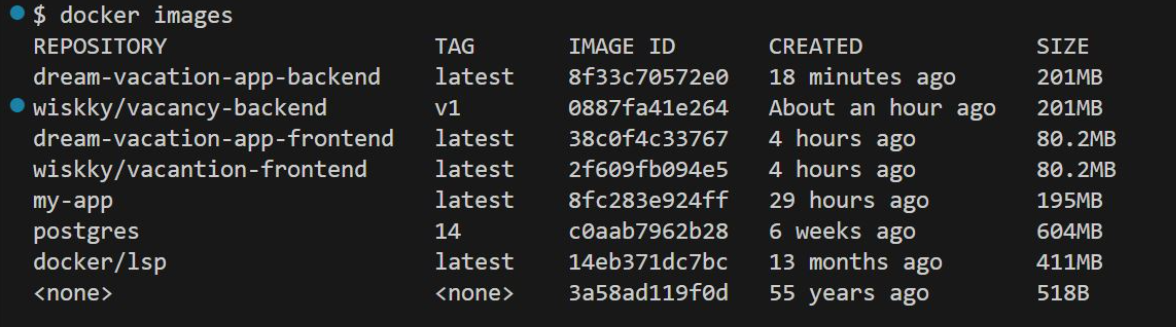 $ docker images
REPOSITORY TAG IMAGE ID CREATED SIZE
dream-vacation-app-backend latest 8f33c70572e0 18 minutes ago 201MB
wiskky/vacancy-backend v1 0887fa41e264 About an hour ago 201MB
dream-vacation-app-frontend latest 38c0f4c33767 4 hours ago 80.2MB
wiskky/vacantion-frontend latest 2f609fb094e5 4 hours ago 80.2MB
my-app latest 8fc283e924ff 29 hours ago 195MB
postgres 14 c0aab7962b28 6 weeks ago 604MB
docker/lsp latest 14eb371dc7bc 13 months ago 411MB
<none> <none> 3a58ad119f0d 55 years ago 518B